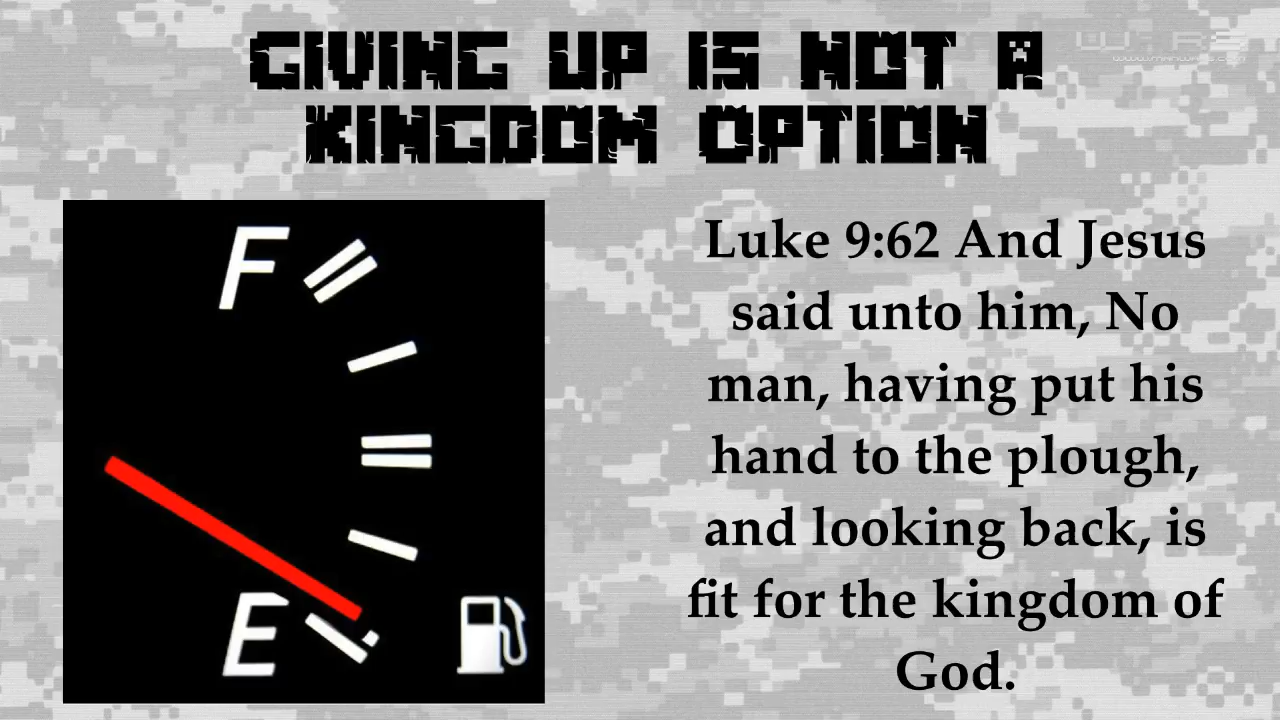 GIVING UP IS NOT A
KINGDOM OPTION
F
E
Luke 9:62 And Jesus
said unto him, No
man, having put his
hand to the plough,
and looking back, is
fit for the kingdom of
God.